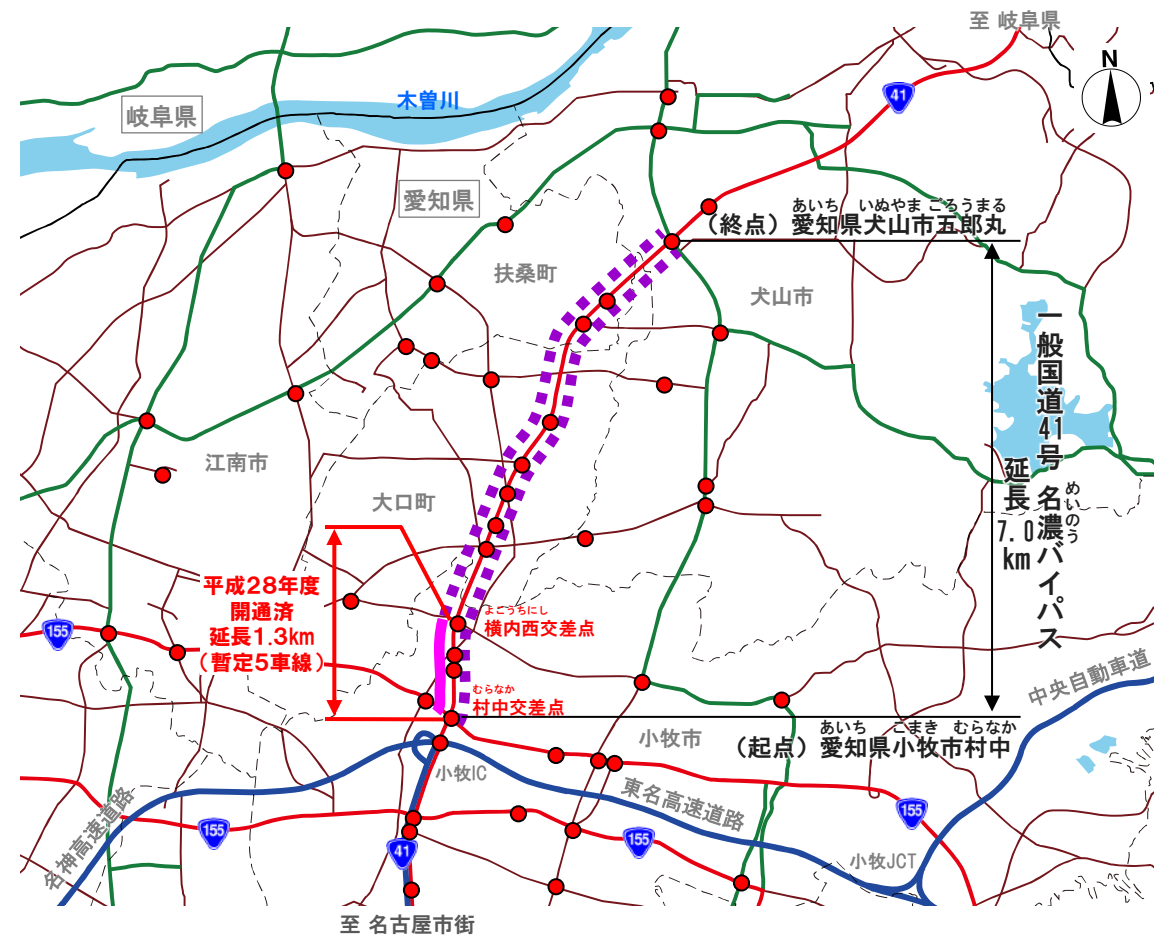 至 岐阜県
N
41
木曽川
岐阜県
愛知県
あいち いぬやま ごろうまる
（終点）愛知県犬山市五郎丸
扶桑町
犬山市
一般国道41号 名濃バイパス
めいのう
延長
7.0
km
江南市
大口町
平成28年度
開通済
延長1.3km
（暫定5車線）
よこうちにし
横内西交差点
155
むらなか
村中交差点
中央自動車道
小牧市
あいち こまき むらなか
（起点）愛知県小牧市村中
小牧IC
東名高速道路
名神高速道路
155
155
155
41
小牧JCT
至 名古屋市街